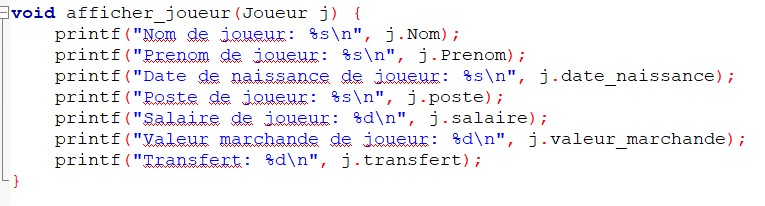 void afficher_joueur(Joueur j) {
printf("Nom de joueur: %s\n", j.Nom);
printf("Prenom de joueur: %s\n", j.Prenom);
printf("Date de naissance de joueur: %s\n", j.date_naissance);
printf("Poste de joueur: %s\n", j.poste);
printf("Salaire de joueur: %d\n", j.salaire);
printf("Valeur marchande de joueur: %d\n", j.valeur_marchande);
printf("Transfert: %d\n", j.transfert);
}